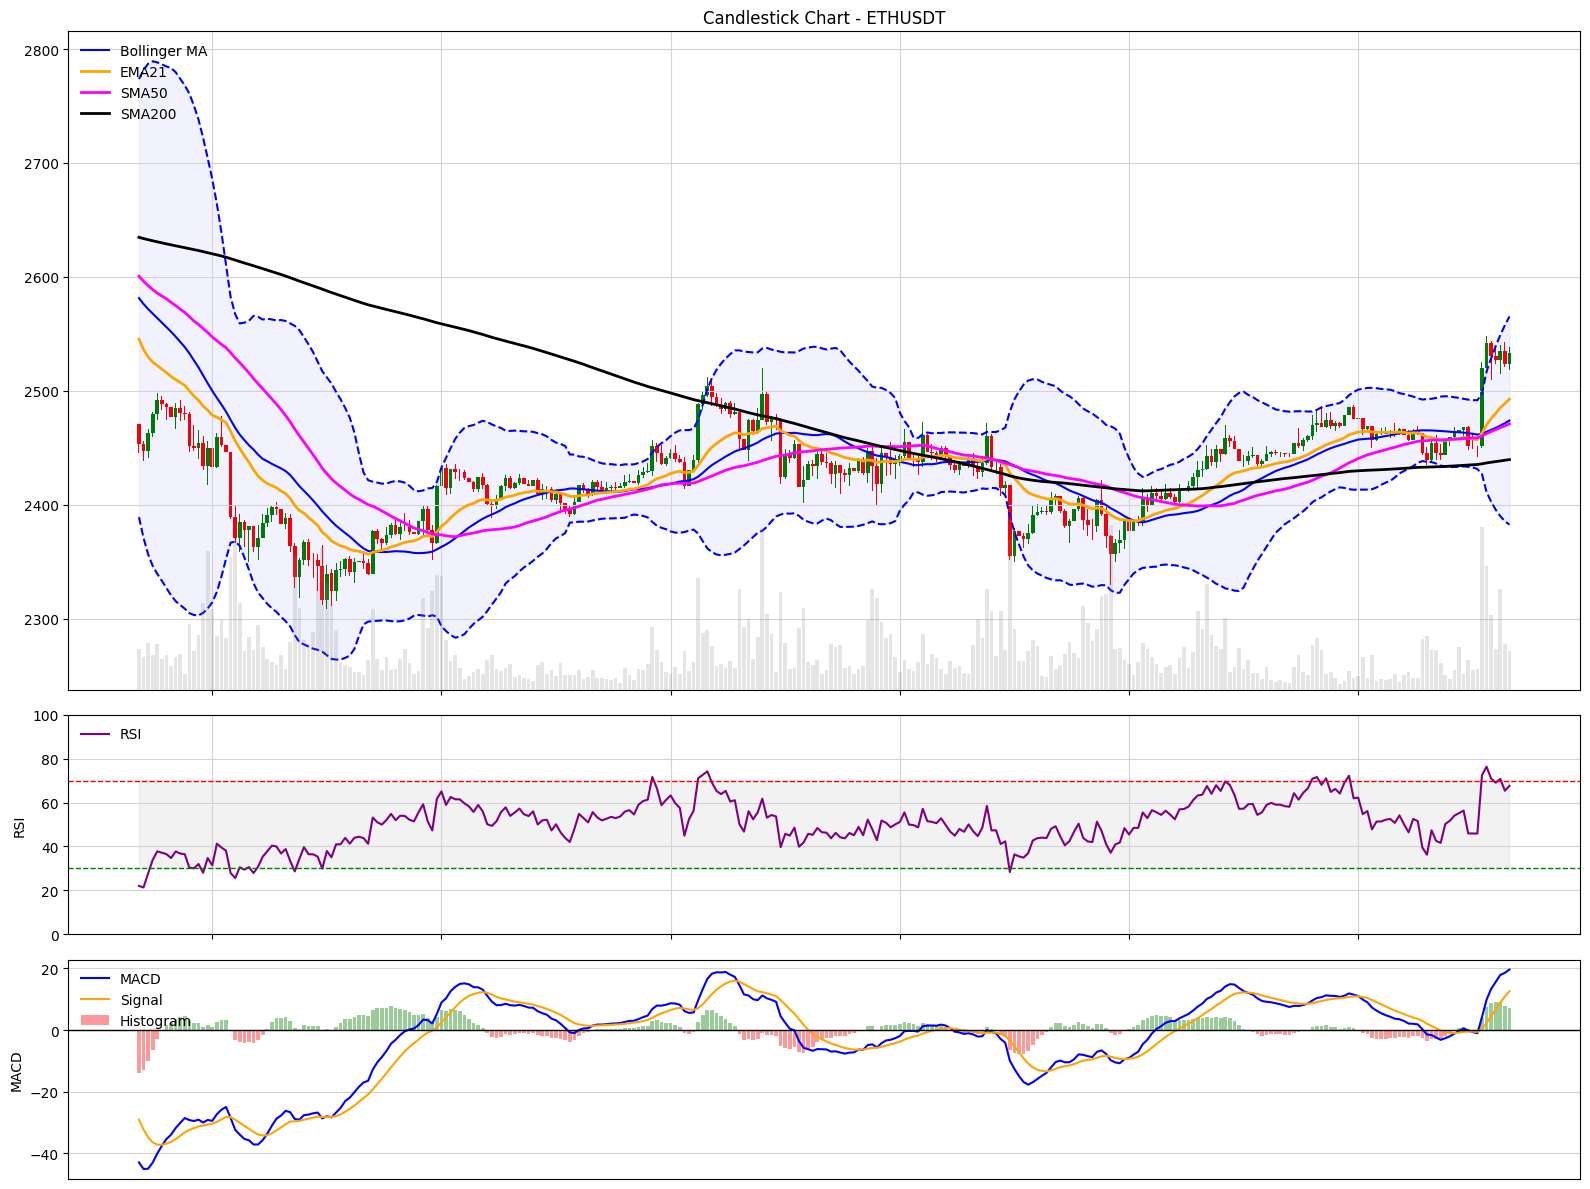 Candlestick Chart - ETHUSDT
2800
2700
2600
2500
2400
2300
Bollinger MA
EMA21
SMA50
SMA200
100
80
60
40
20
0
RSI
RSI
20
0
−20
−40
MACD
MACD
Signal
Histogram